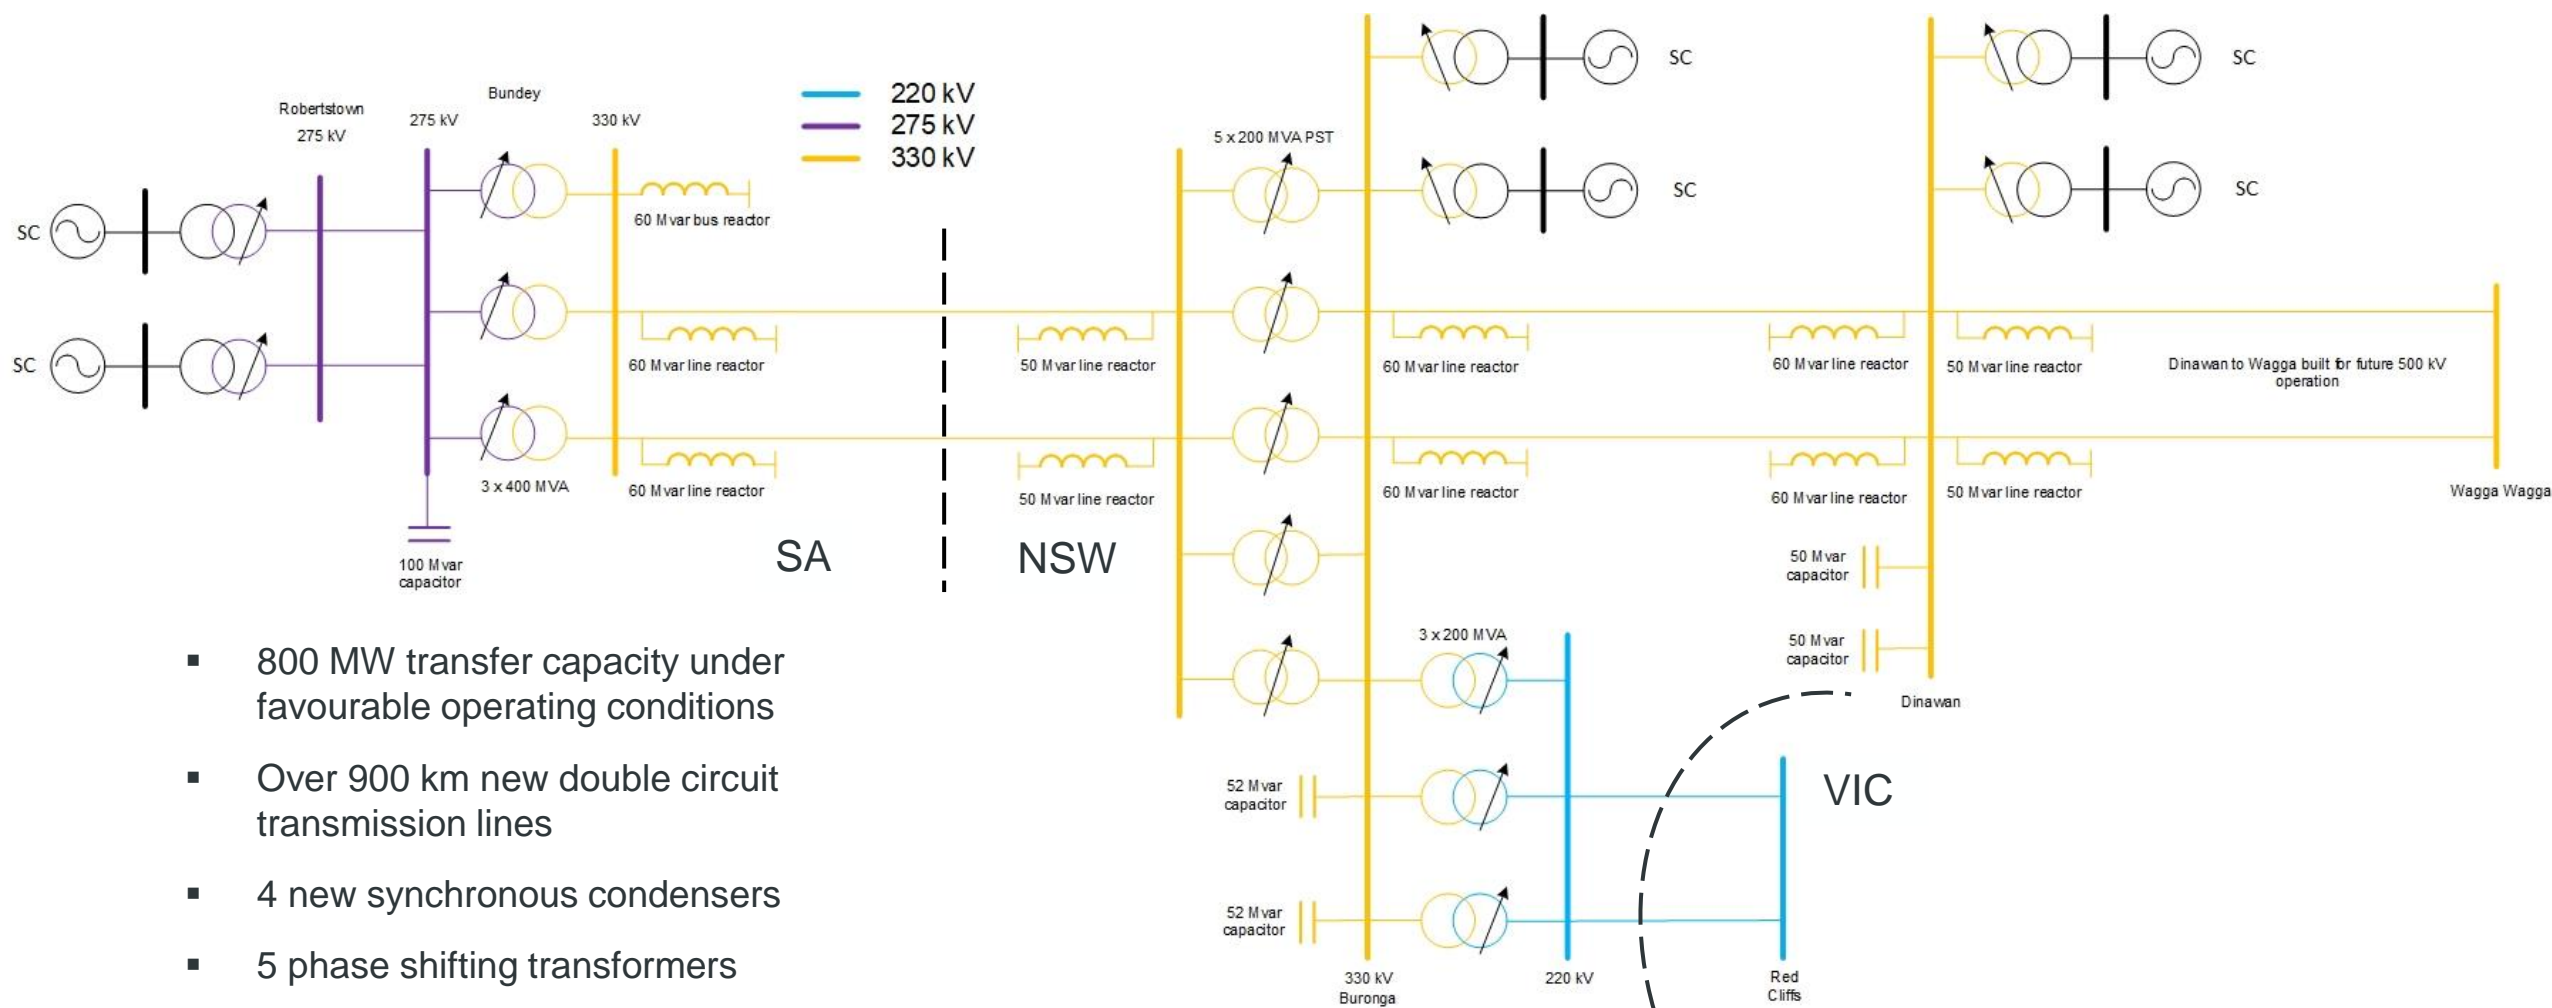 SC
SC
Robertstown
275 kV
275 kV
Bundey
330 kV
3 x 400 MVA
100 Mvar
capacitor
60 Mvar bus reactor
60 Mvar line reactor
60 Mvar line reactor
220 kV
275 kV
330 kV
SA
NSW
50 Mvar line reactor
50 Mvar line reactor
5 x 200 MVA PST
SC
SC
60 Mvar line reactor
60 Mvar line reactor
60 Mvar line reactor
60 Mvar line reactor
SC
SC
50 Mvar line reactor
50 Mvar line reactor
Dinawan to Wagga built for future 500 kV
operation
Wagga Wagga
50 Mvar
capacitor
50 Mvar
capacitor
Dinawan
3 x 200 MVA
52 Mvar
capacitor
52 Mvar
capacitor
330 kV
Buronga
220 kV
Red
Cliffs
VIC
▪ 800 MW transfer capacity under
favourable operating conditions
▪ Over 900 km new double circuit
transmission lines
▪ 4 new synchronous condensers
▪ 5 phase shifting transformers